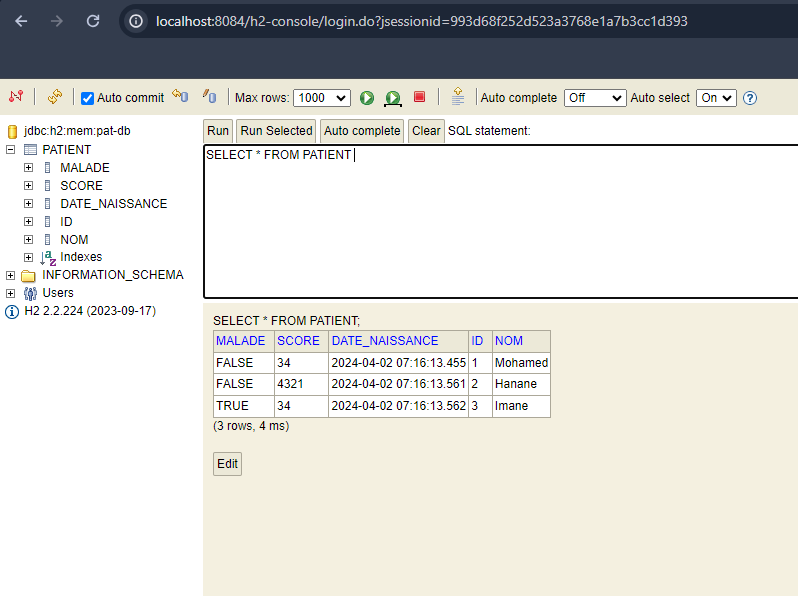 localhost:8084/h2-console/login.do?jsessionid=993d68f252d523a3768e1a7b3cc1d393
Auto commit Max rows: 1000 Auto complete Off Auto select On ?
jdbc:h2:mem:pat-db
PATIENT
MALADE
SCORE
DATE_NAISSANCE
ID
NOM
Indexes
INFORMATION_SCHEMA
Users
H2 2.2.224 (2023-09-17)
Run Run Selected Auto complete Clear SQL statement:
SELECT * FROM PATIENT
SELECT * FROM PATIENT;
MALADE SCORE DATE_NAISSANCE ID NOM
FALSE 34 2024-04-02 07:16:13.455 1 Mohamed
FALSE 4321 2024-04-02 07:16:13.561 2 Hanane
TRUE 34 2024-04-02 07:16:13.562 3 Imane
(3 rows, 4 ms)
Edit